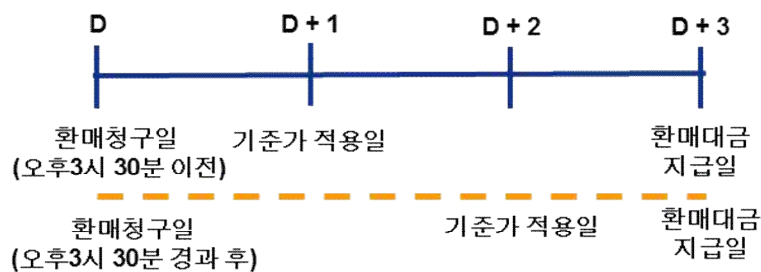 D D + 1 D + 2 D + 3
환매청구일 기준가 적용일 환매대금
(오후3시 30분 이전) 지급일
환매청구일 기준가 적용일 환매대금
(오후3시 30분 경과 후) 지급일